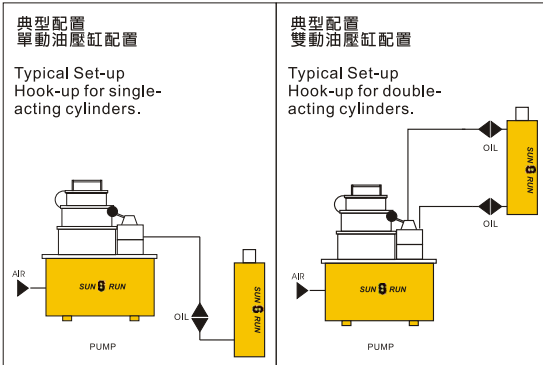 典型配置
單動油壓缸配置
Typical Set-up
Hook-up for single-
acting cylinders.
AIR
SUN RUN
OIL
SUN RUN
PUMP
典型配置
雙動油壓缸配置
Typical Set-up
Hook-up for double-
acting cylinders.
OIL
SUN RUN
OIL
AIR
SUN RUN
PUMP